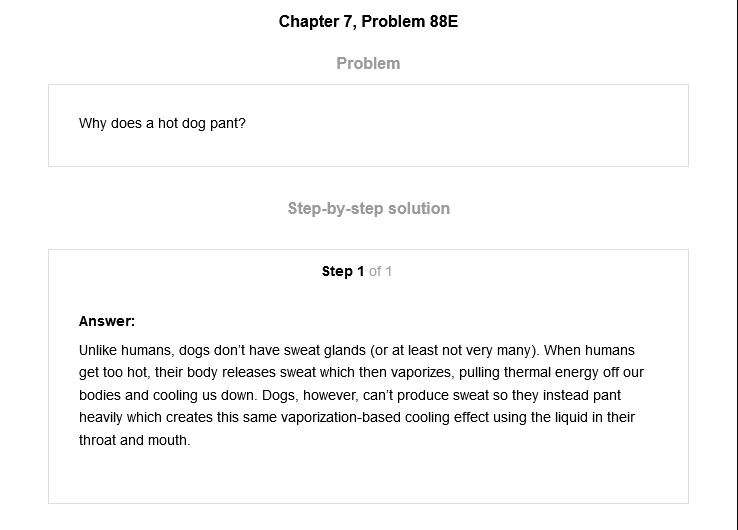 Chapter 7, Problem 88E
Problem
Why does a hot dog pant?
Step-by-step solution
Step 1 of 1
Answer:
Unlike humans, dogs don't have sweat glands (or at least not very many). When humans
get too hot, their body releases sweat which then vaporizes, pulling thermal energy off our
bodies and cooling us down. Dogs, however, can't produce sweat so they instead pant
heavily which creates this same vaporization-based cooling effect using the liquid in their
throat and mouth.